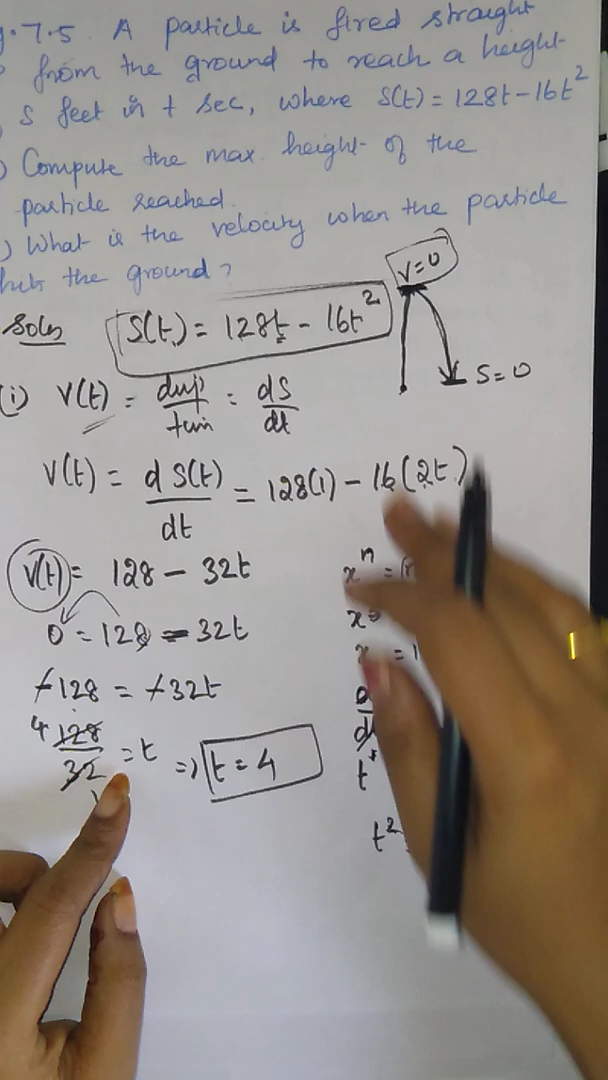 7.5. A particle is fired straight
from the ground to reach a height
s feet in t sec, where S(t) = 128t - 16t²
) Compute the max. height of the
particle reached.
) What is the velocity when the particle
hits the ground?
V=0
Soln
S(t) = 128t - 16t²
S=0
(i) V(t) = = ds/dt
V(t) = d S(t)/dt = 128(1) - 16(2t)
V(t) = 128 - 32t
0 = 128 - 32t
-128 = -32t
4 128/32 = t => t = 4
xⁿ =
x
x = 1
d
t
t²